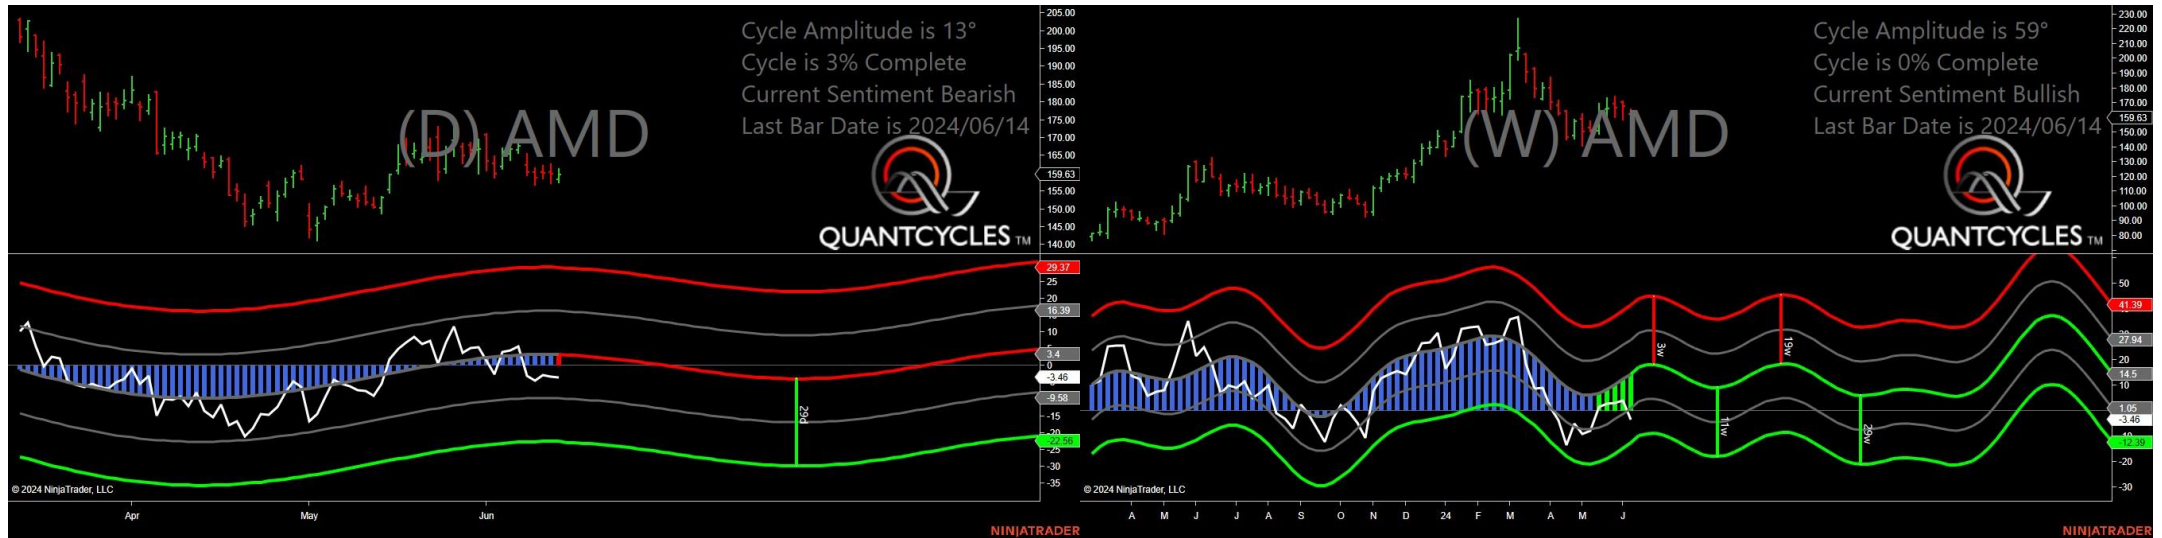 Cycle Amplitude is 13°
Cycle is 3% Complete
Current Sentiment Bearish
Last Bar Date is 2024/06/14
(D) AMD
QUANTCYCLES TM
205.00
200.00
195.00
190.00
185.00
180.00
175.00
170.00
165.00
159.63
155.00
150.00
145.00
140.00
29.37
25
20
16.39
10
5
3.4
0
-3.46
-9.58
-15
-20
-22.56
-25
-30
-35
29d
© 2024 NinjaTrader, LLC
Apr
May
Jun
NINJATRADER
Cycle Amplitude is 59°
Cycle is 0% Complete
Current Sentiment Bullish
Last Bar Date is 2024/06/14
(W) AMD
QUANTCYCLES TM
230.00
220.00
210.00
200.00
190.00
180.00
170.00
159.63
150.00
140.00
130.00
120.00
110.00
100.00
90.00
80.00
50
41.39
27.94
20
14.5
10
1.05
-3.46
-12.39
-20
-30
3w
11w
19w
29w
© 2024 NinjaTrader, LLC
A M J J A S O N D 24 F M A M J
NINJATRADER